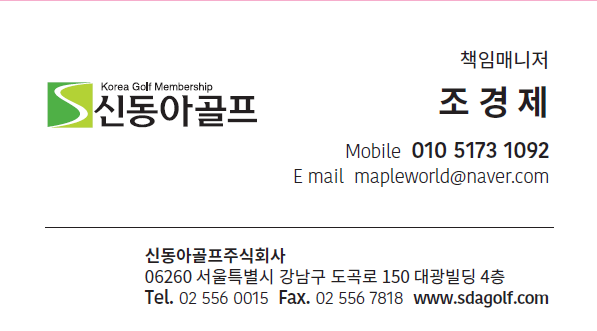 책임매니저
Korea Golf Membership
신동아골프
조 경 제
Mobile 010 5173 1092
E mail mapleworld@naver.com
신동아골프주식회사
06260 서울특별시 강남구 도곡로 150 대광빌딩 4층
Tel. 02 556 0015 Fax. 02 556 7818 www.sdagolf.com